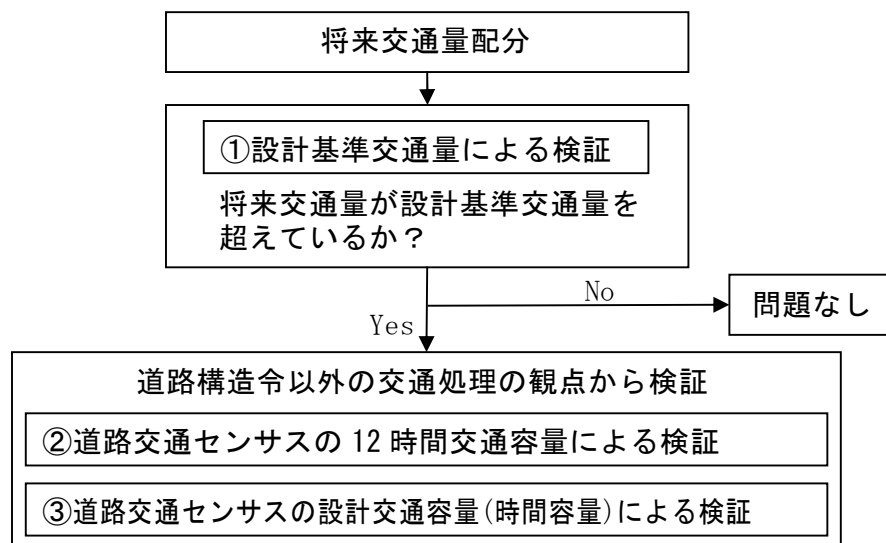 将来交通量配分
①設計基準交通量による検証
将来交通量が設計基準交通量を
超えているか？
No
問題なし
Yes
道路構造令以外の交通処理の観点から検証
②道路交通センサスの 12 時間交通容量による検証
③道路交通センサスの設計交通容量(時間容量)による検証